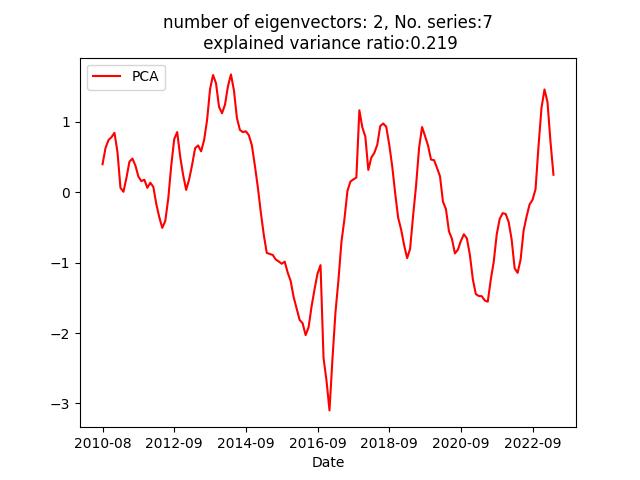 number of eigenvectors: 2, No. series:7
explained variance ratio:0.219
PCA
1
0
−1
−2
−3
2010-08 2012-09 2014-09 2016-09 2018-09 2020-09 2022-09
Date